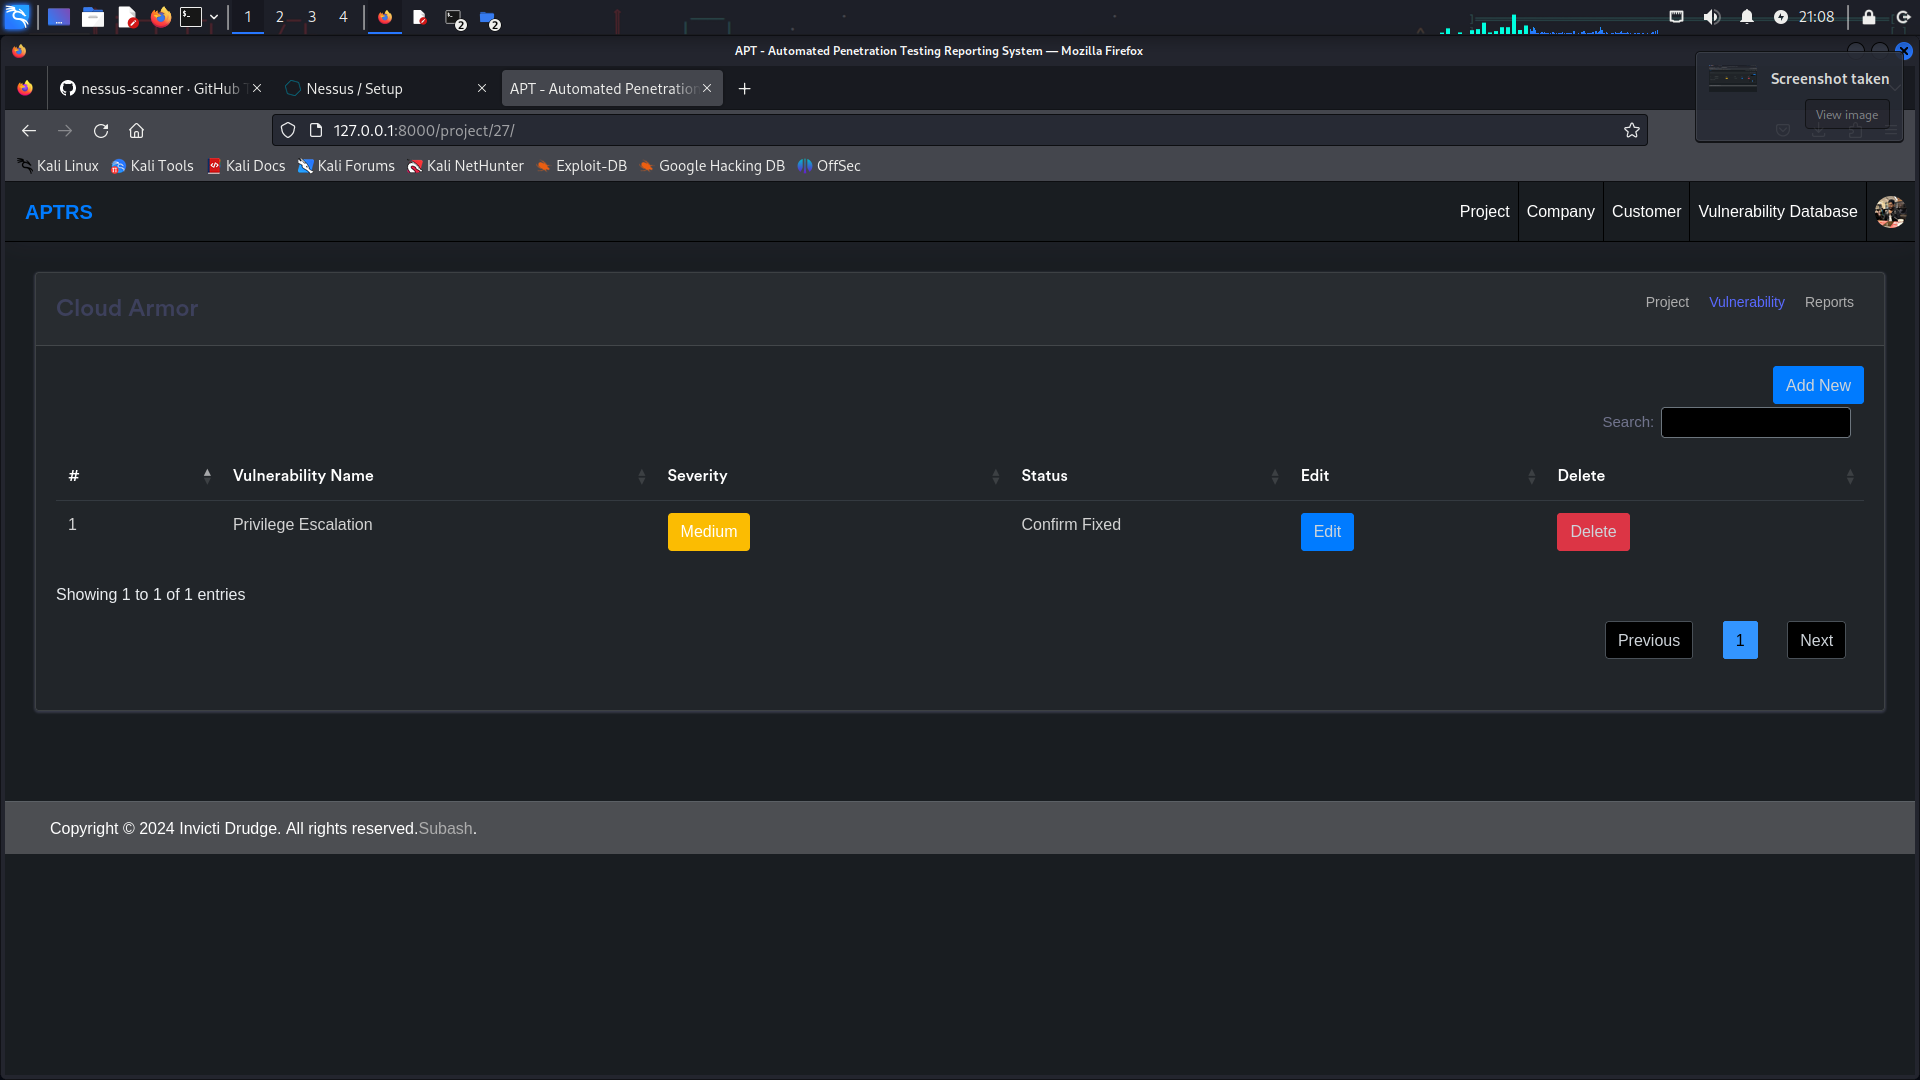 1 2 3 4 2 2 21:08
APT - Automated Penetration Testing Reporting System — Mozilla Firefox
nessus-scanner · GitHub
Nessus / Setup
APT - Automated Penetration
Screenshot taken
View image
127.0.0.1:8000/project/27/
Kali Linux Kali Tools Kali Docs Kali Forums Kali NetHunter Exploit-DB Google Hacking DB OffSec
APTRS
Project Company Customer Vulnerability Database
Cloud Armor
Project Vulnerability Reports
Add New
Search:
# Vulnerability Name Severity Status Edit Delete
1 Privilege Escalation Medium Confirm Fixed Edit Delete
Showing 1 to 1 of 1 entries
Previous 1 Next
Copyright © 2024 Invicti Drudge. All rights reserved.Subash.